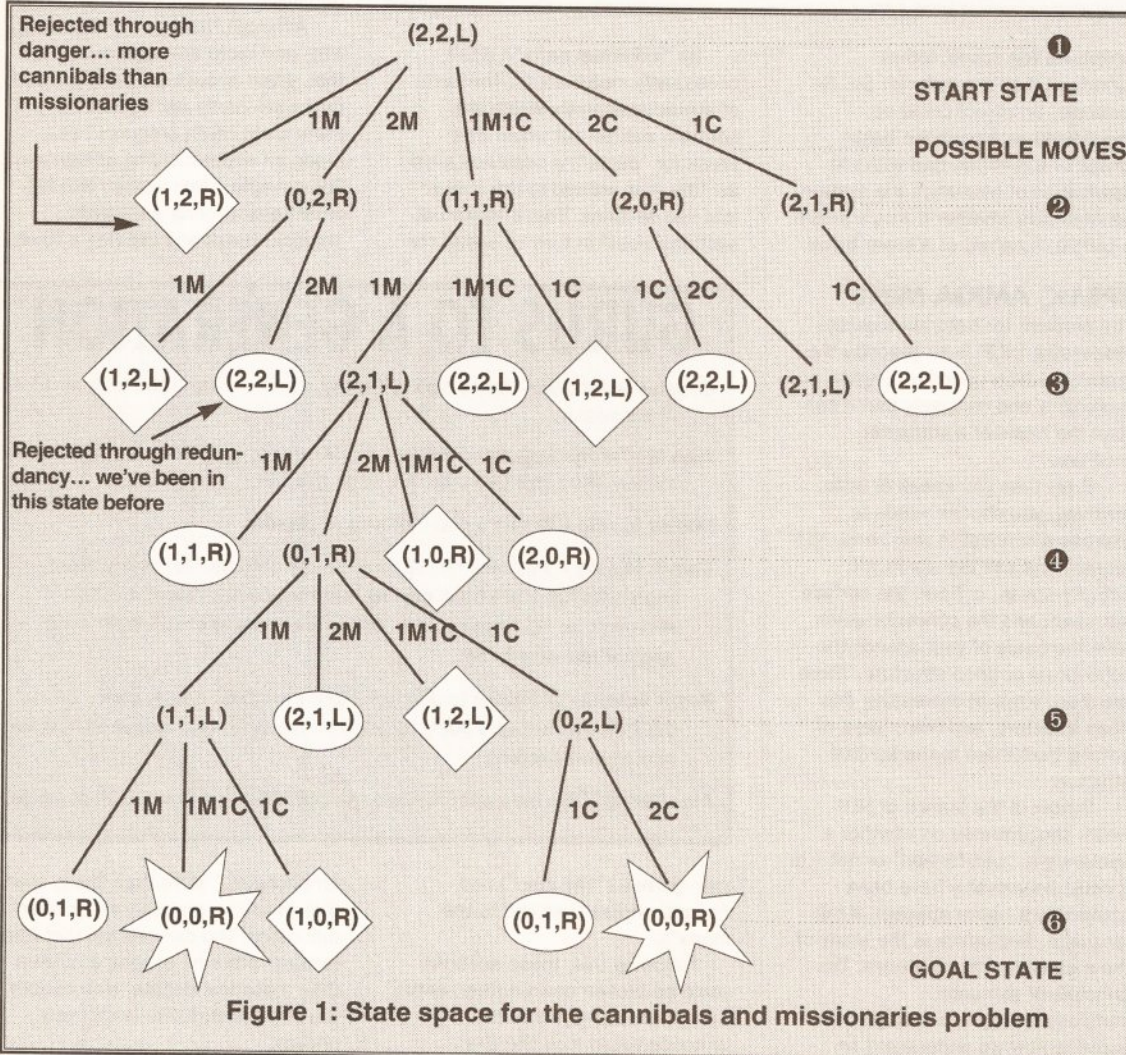 Rejected through
danger... more
cannibals than
missionaries
(2,2,L)
❶
START STATE
1M 2M 1M1C 2C 1C
POSSIBLE MOVES
(1,2,R) (0,2,R) (1,1,R) (2,0,R) (2,1,R) ❷
1M 2M 1M 1M1C 1C 1C 2C 1C
(1,2,L) (2,2,L) (2,1,L) (2,2,L) (1,2,L) (2,2,L) (2,1,L) (2,2,L) ❸
Rejected through redun-
dancy... we've been in
this state before
1M 2M 1M1C 1C
(1,1,R) (0,1,R) (1,0,R) (2,0,R) ❹
1M 2M 1M1C 1C
(1,1,L) (2,1,L) (1,2,L) (0,2,L) ❺
1M 1M1C 1C 1C 2C
(0,1,R) (0,0,R) (1,0,R) (0,1,R) (0,0,R) ❻
GOAL STATE
Figure 1: State space for the cannibals and missionaries problem